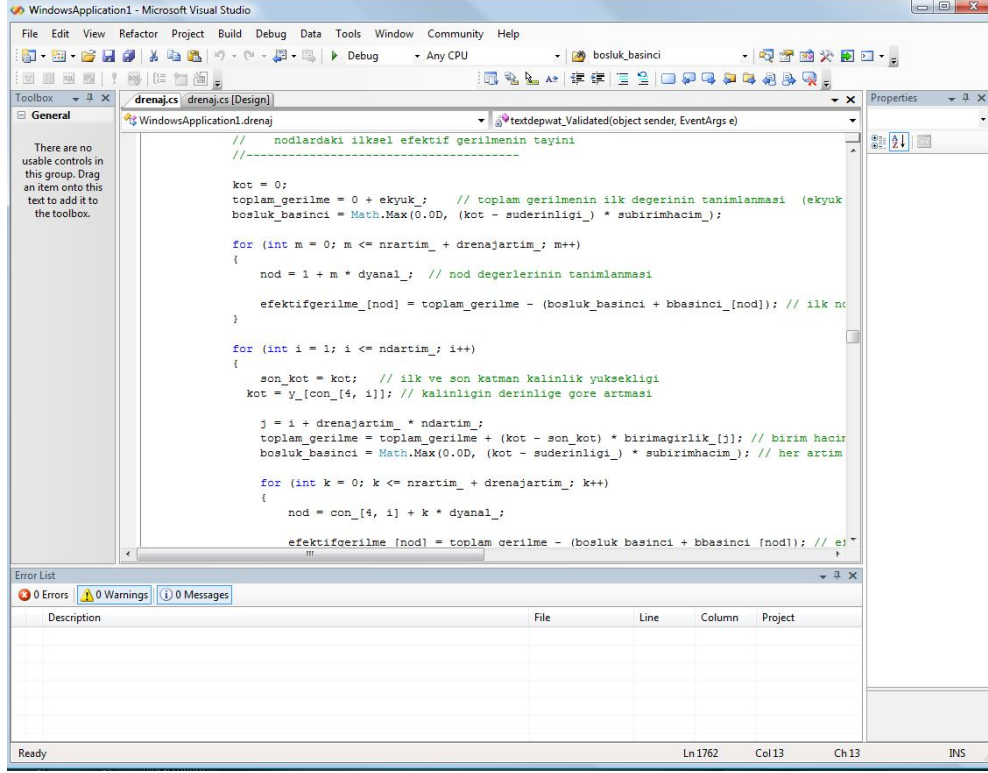 WindowsApplication1 - Microsoft Visual Studio
File Edit View Refactor Project Build Debug Data Tools Window Community Help
Debug Any CPU bosluk_basinci
Toolbox drenaj.cs drenaj.cs [Design] Properties
General WindowsApplication1.drenaj textdepwat_Validated(object sender, EventArgs e)
There are no
usable controls in
this group. Drag
an item onto this
text to add it to
the toolbox.
// nodlardaki ilksel efektif gerilmenin tayini
//---------------------------------------
kot = 0;
toplam_gerilme = 0 + ekyuk_; // toplam gerilmenin ilk degerinin tanimlanmasi (ekyuk
bosluk_basinci = Math.Max(0.0D, (kot - suderinligi_) * subirimhacim_);
for (int m = 0; m <= nrartim_ + drenajartim_; m++)
{
nod = 1 + m * dyanal_; // nod degerlerinin tanimlanmasi
efektifgerilme_[nod] = toplam_gerilme - (bosluk_basinci + bbasinci_[nod]); // ilk no
}
for (int i = 1; i <= ndartim_; i++)
{
son_kot = kot; // ilk ve son katman kalinlik yuksekligi
kot = y_[con_[4, i]]; // kalinligin derinlige gore artmasi
j = i + drenajartim_ * ndartim_;
toplam_gerilme = toplam_gerilme + (kot - son_kot) * birimagirlik_[j]; // birim hacim
bosluk_basinci = Math.Max(0.0D, (kot - suderinligi_) * subirimhacim_); // her artim
for (int k = 0; k <= nrartim_ + drenajartim_; k++)
{
nod = con_[4, i] + k * dyanal_;
efektifgerilme_[nod] = toplam_gerilme - (bosluk_basinci + bbasinci_[nod]); // ef
Error List
0 Errors 0 Warnings 0 Messages
Description File Line Column Project
Ready Ln 1762 Col 13 Ch 13 INS